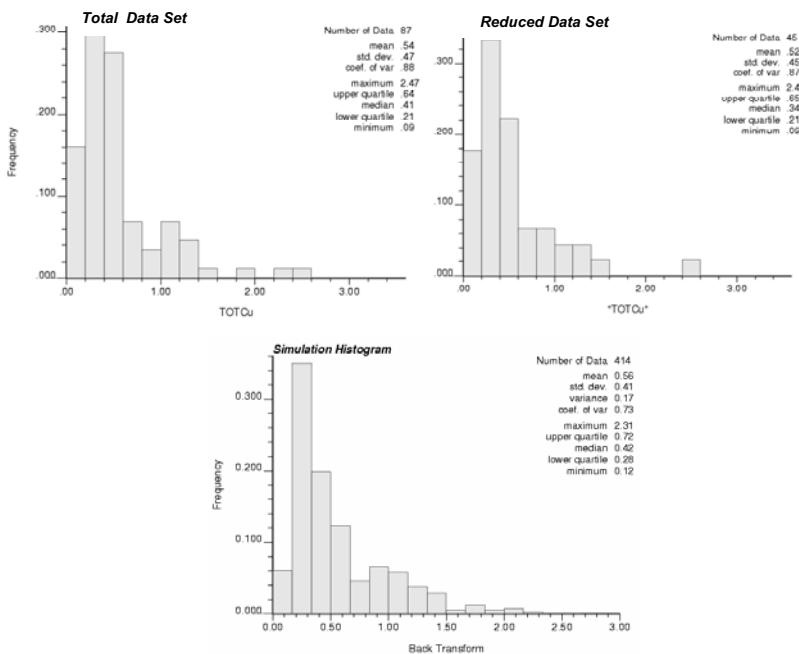 Total Data Set
Number of Data 87
mean .54
std. dev. .47
coef. of var .88
maximum 2.47
upper quartile .64
median .41
lower quartile .21
minimum .09
Frequency
.300
.200
.100
.000
.00 1.00 2.00 3.00
TOTCu
Reduced Data Set
Number of Data 45
mean .52
std. dev. .45
coef. of var .87
maximum 2.4
upper quartile .65
median .34
lower quartile .21
minimum .09
.300
.200
.100
.000
.00 1.00 2.00 3.00
"TOTCu"
Simulation Histogram
Number of Data 414
mean 0.56
std. dev. 0.41
variance 0.17
coef. of var 0.73
maximum 2.31
upper quartile 0.72
median 0.42
lower quartile 0.28
minimum 0.12
Frequency
0.300
0.200
0.100
0.000
0.00 0.50 1.00 1.50 2.00 2.50 3.00
Back Transform